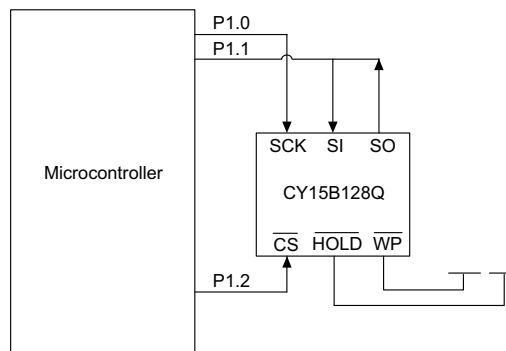 P1.0
P1.1
SCK SI SO
Microcontroller
CY15B128Q
CS HOLD WP
P1.2